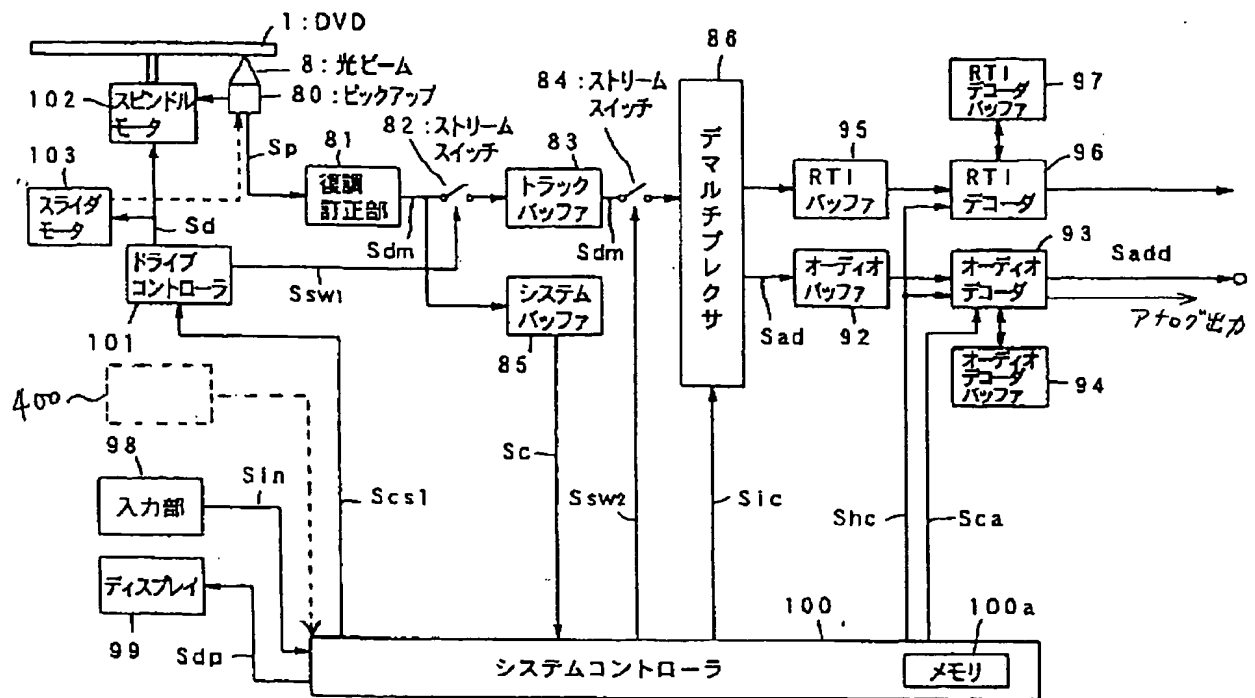 1:DVD
8:光ビーム
80:ピックアップ
102
スピンドル
モータ
82:ストリーム
スイッチ
84:ストリーム
スイッチ
86
デマルチプレクサ
97
RTI
デコーダ
バッファ
103
スライダ
モータ
Sp
81
復調
訂正部
83
トラック
バッファ
95
RTI
バッファ
96
RTI
デコーダ
Sd
Sdm
Sdm
ドライブ
コントローラ
Ssw1
101
システム
バッファ
85
オーディオ
バッファ
92
Sad
93
オーディオ
デコーダ
Sadd
アナログ出力
オーディオ
デコーダ
バッファ
94
400
98
入力部
Sin
Scs1
Sc
Ssw2
Sic
Shc
Sca
ディスプレイ
99
Sdp
100
100a
システムコントローラ
メモリ